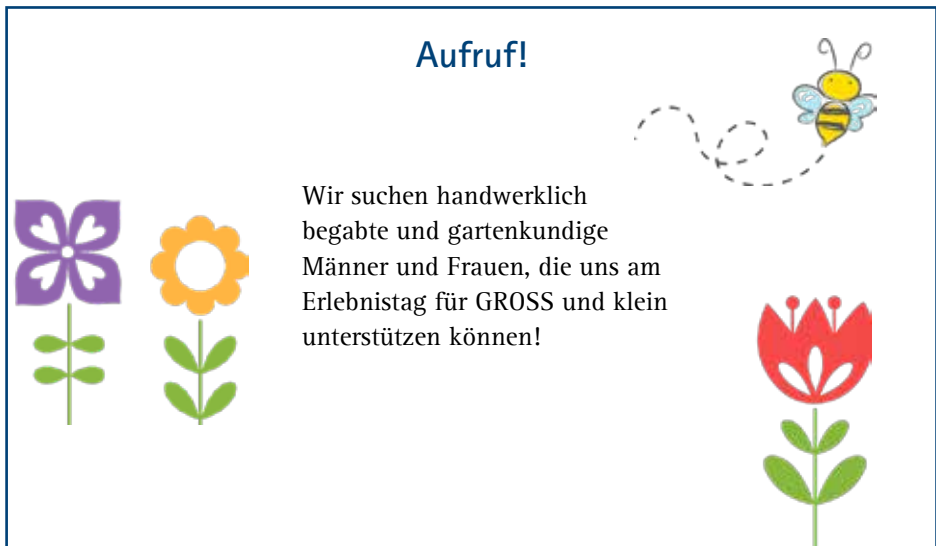 Aufruf!
Wir suchen handwerklich
begabte und gartenkundige
Männer und Frauen, die uns am
Erlebnistag für GROSS und klein
unterstützen können!